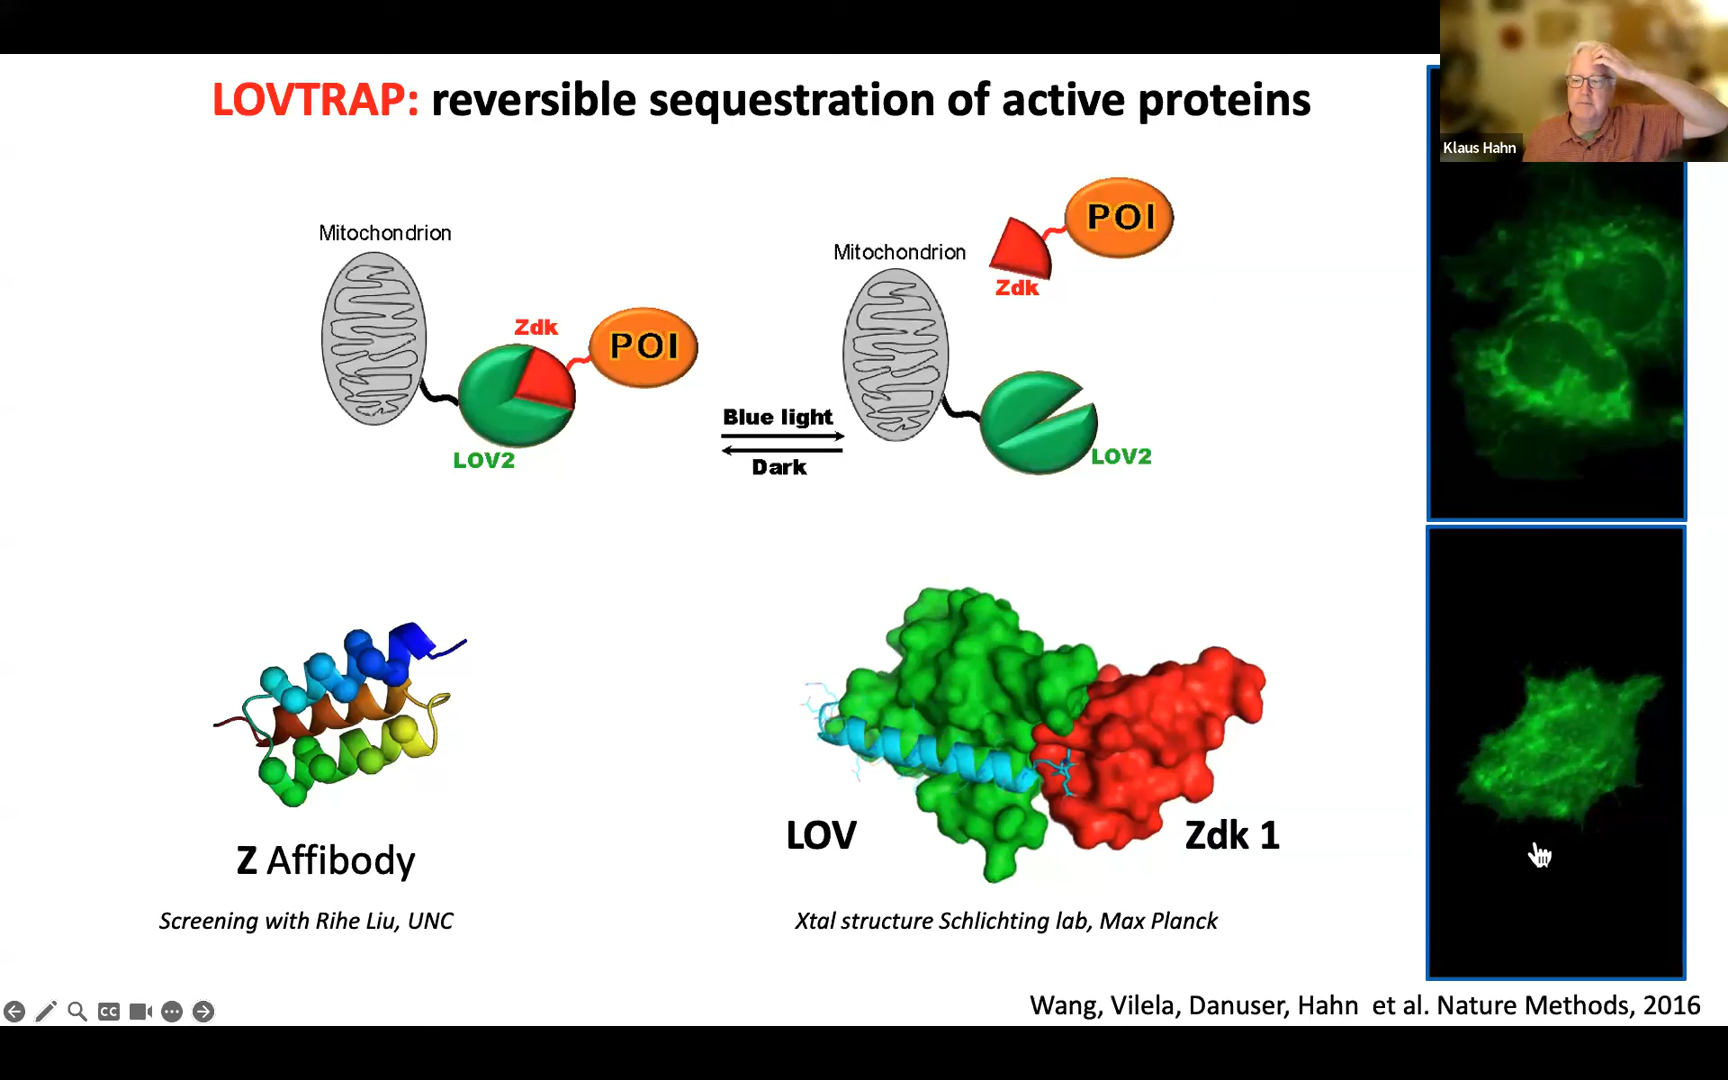 LOVTRAP: reversible sequestration of active proteins
Klaus Hahn
Mitochondrion
Zdk
POI
LOV2
Blue light
Dark
Mitochondrion
Zdk
POI
LOV2
Z Affibody
Screening with Rihe Liu, UNC
LOV
Zdk 1
Xtal structure Schlichting lab, Max Planck
CC
Wang, Vilela, Danuser, Hahn et al. Nature Methods, 2016